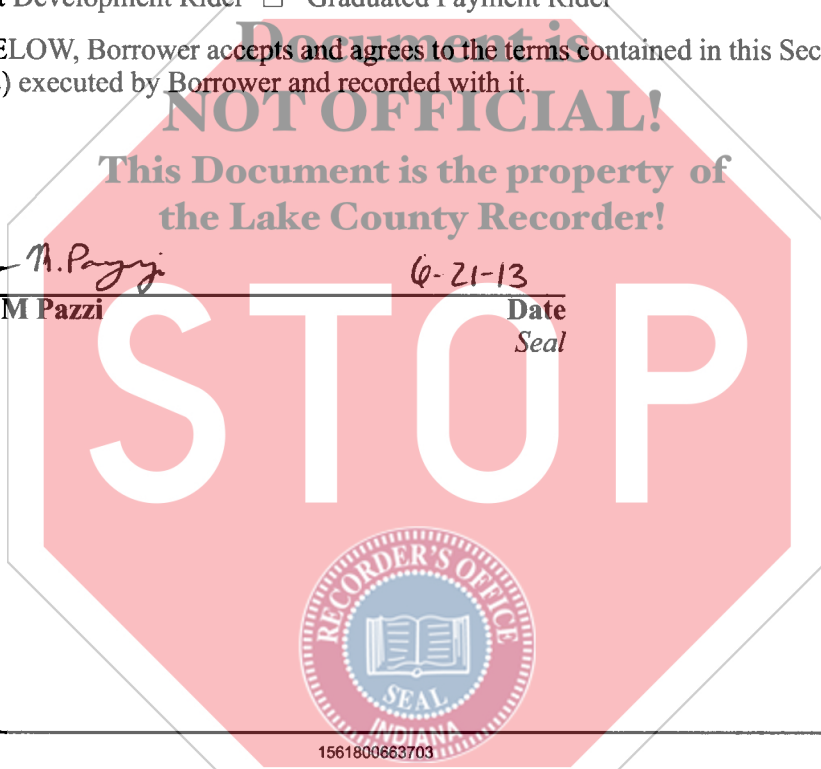 t Development Rider ☐ Graduated Payment Rider
ELOW, Borrower accepts and agrees to the terms contained in this Sec
) executed by Borrower and recorded with it.
Document is
NOT OFFICIAL!
This Document is the property of
the Lake County Recorder!
M. Pazzi 6-21-13
M Pazzi Date
Seal
STOP
RECORDER'S OFFICE
SEAL
INDIANA
1561800663703